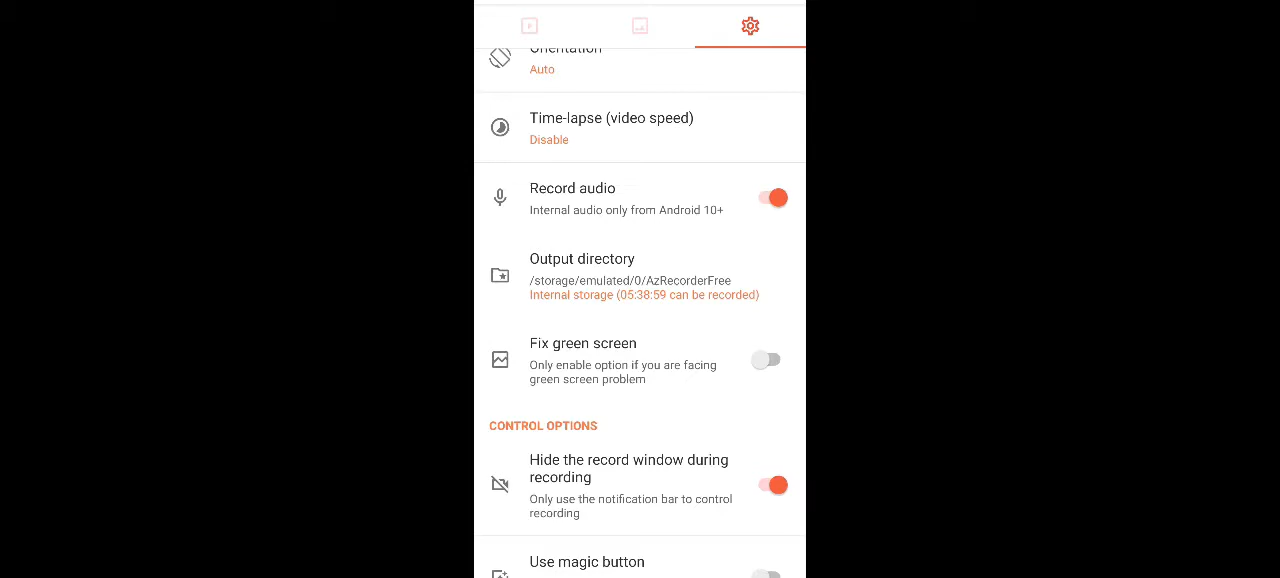 Orientation
Auto
Time-lapse (video speed)
Disable
Record audio
Internal audio only from Android 10+
Output directory
/storage/emulated/0/AzRecorderFree
Internal storage (05:38:59 can be recorded)
Fix green screen
Only enable option if you are facing
green screen problem
CONTROL OPTIONS
Hide the record window during
recording
Only use the notification bar to control
recording
Use magic button